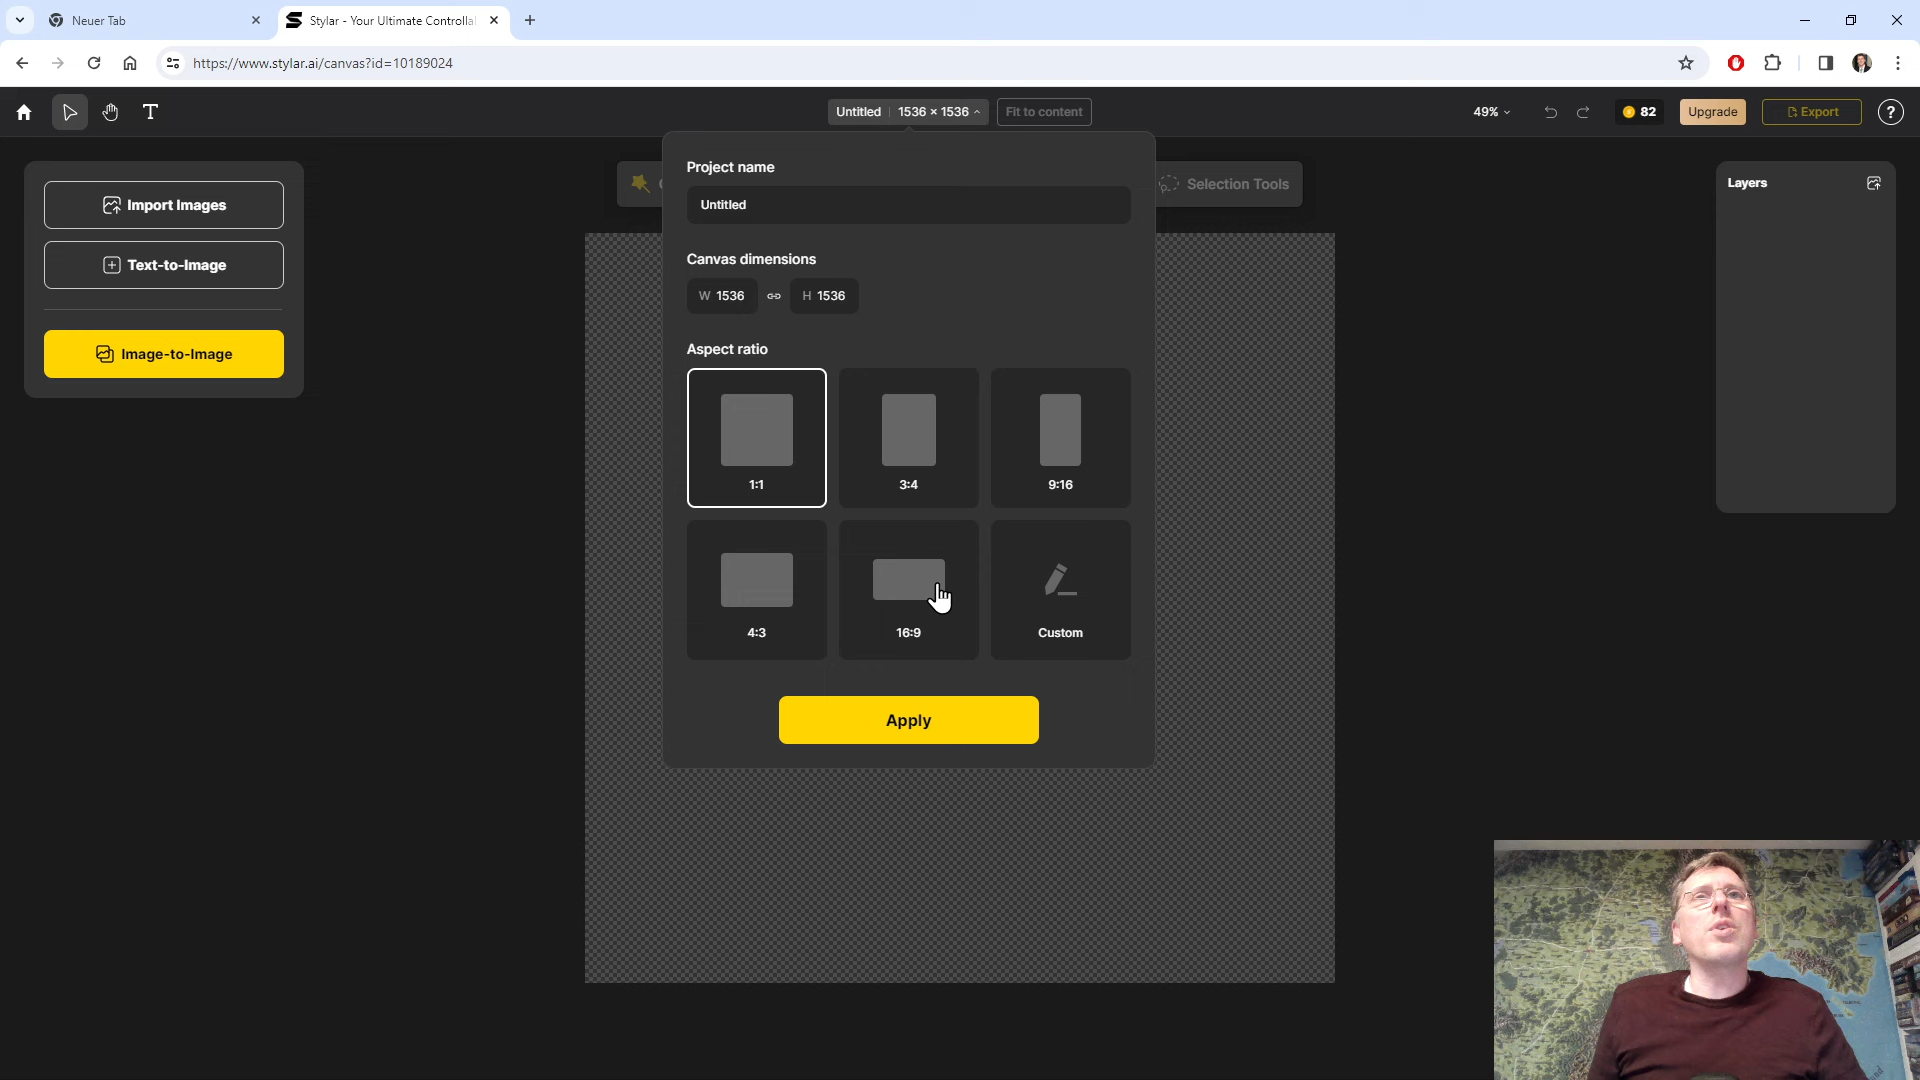 Neuer Tab
Stylar - Your Ultimate Controlla
https://www.stylar.ai/canvas?id=10189024
Untitled 1536 × 1536
Fit to content
49%
82
Upgrade
Export
?
Import Images
Text-to-Image
Image-to-Image
Project name
Untitled
Canvas dimensions
W 1536
H 1536
Aspect ratio
1:1
3:4
9:16
4:3
16:9
Custom
Apply
Selection Tools
Layers